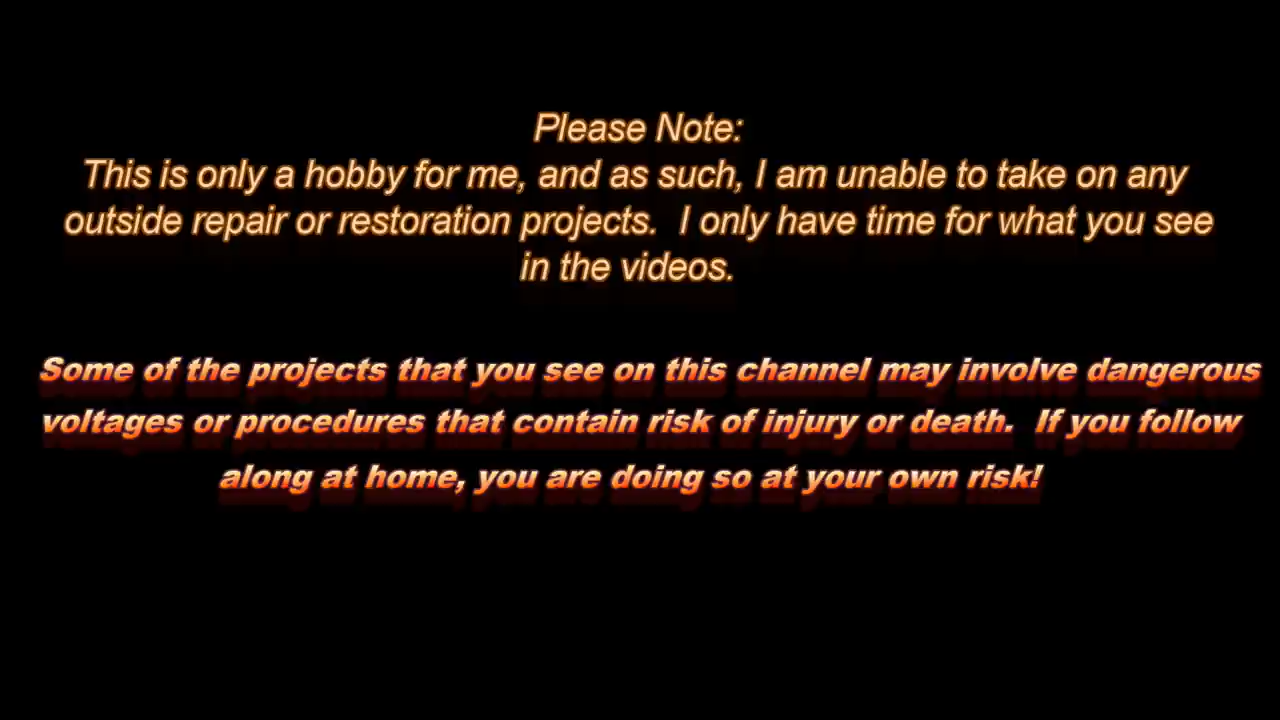 Please Note:
This is only a hobby for me, and as such, I am unable to take on any
outside repair or restoration projects.  I only have time for what you see
in the videos.
Some of the projects that you see on this channel may involve dangerous
voltages or procedures that contain risk of injury or death.  If you follow
along at home, you are doing so at your own risk!